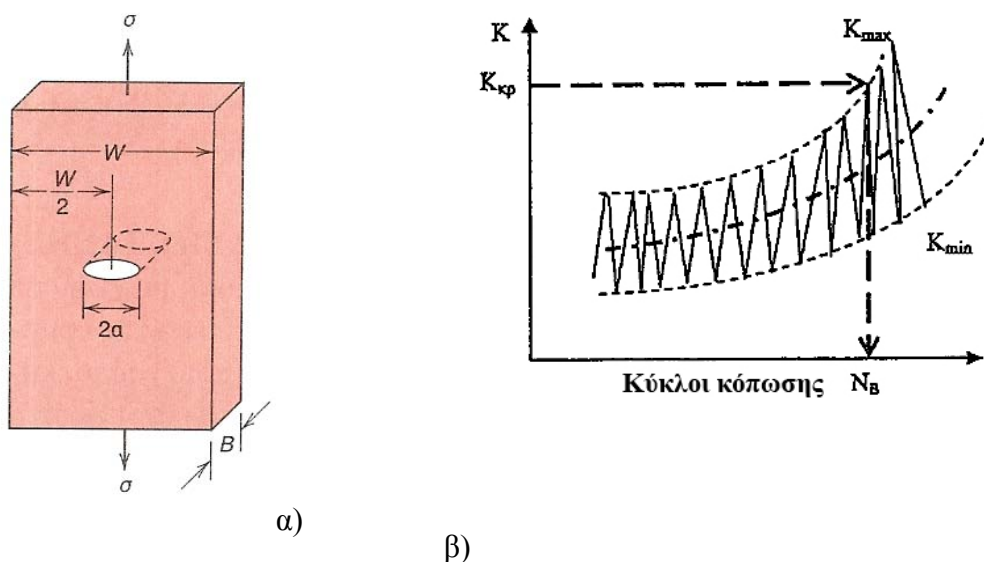 σ
W
W
2
2a
B
σ
α)
K
K_max
K_κρ
K_min
Κύκλοι κόπωσης N_B
β)